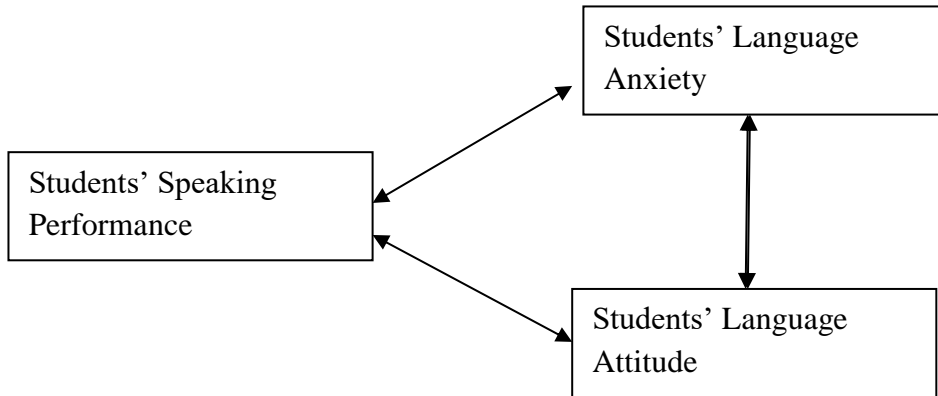 Students’ Language
Anxiety
Students’ Speaking
Performance
Students’ Language
Attitude